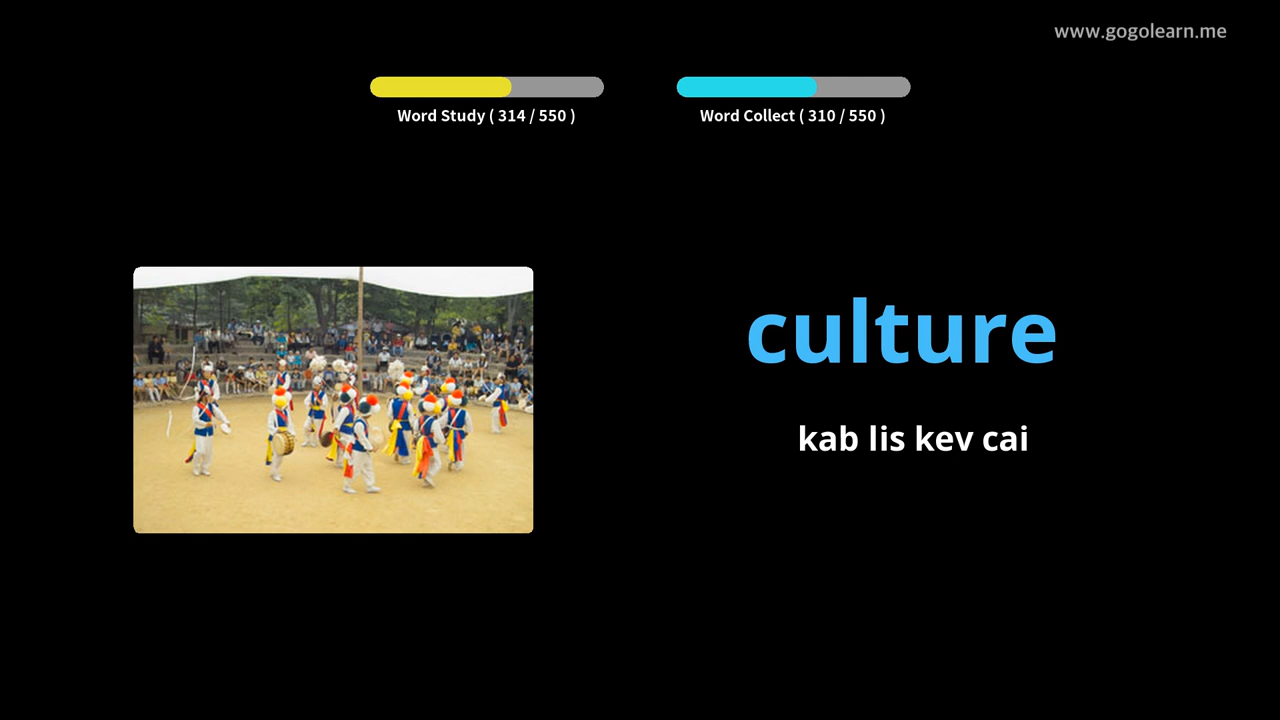 www.gogolearn.me
Word Study ( 314 / 550 )
Word Collect ( 310 / 550 )
culture
kab lis kev cai